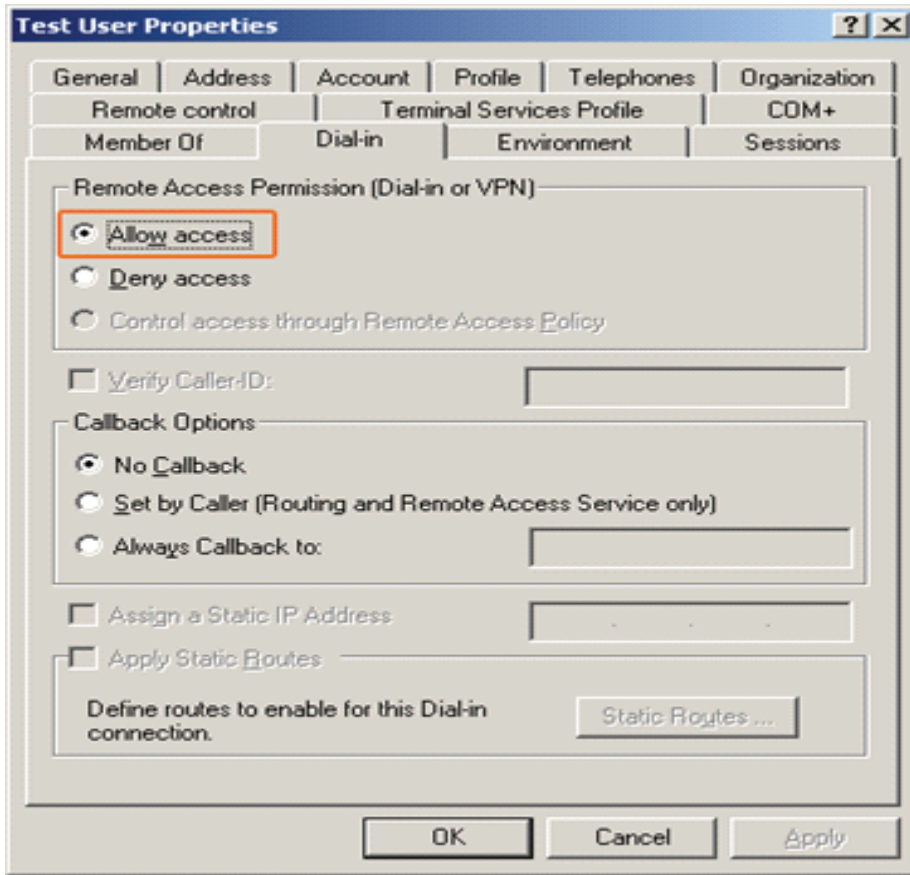 Test User Properties
General Address Account Profile Telephones Organization
Remote control Terminal Services Profile COM+
Member Of Dial-in Environment Sessions
Remote Access Permission (Dial-in or VPN)
Allow access
Deny access
Control access through Remote Access Policy
Verify Caller-ID:
Callback Options
No Callback
Set by Caller (Routing and Remote Access Service only)
Always Callback to:
Assign a Static IP Address
Apply Static Routes
Define routes to enable for this Dial-in
connection.
Static Routes ...
OK Cancel Apply